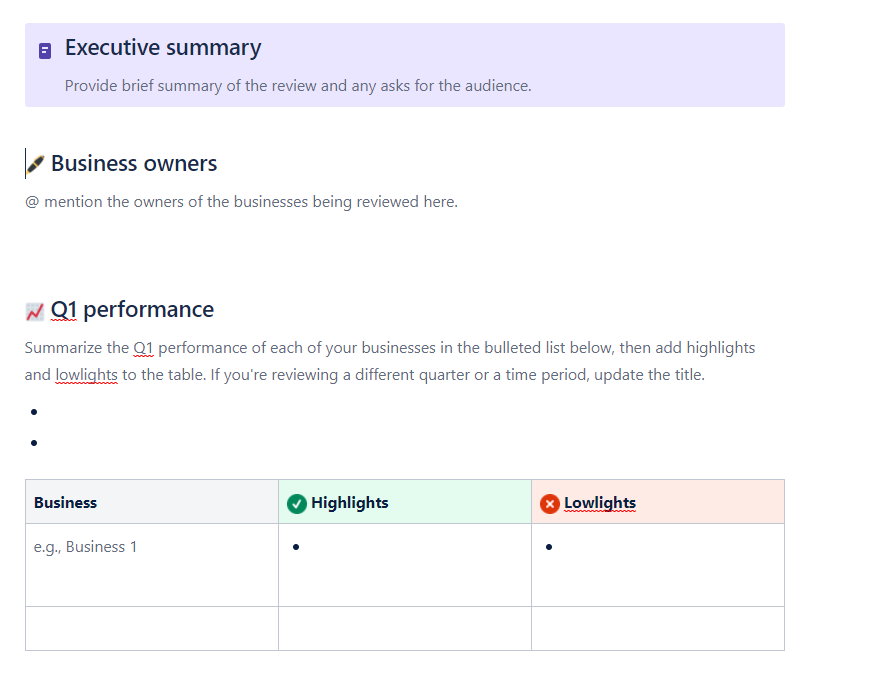 Executive summary
Provide brief summary of the review and any asks for the audience.
Business owners
@ mention the owners of the businesses being reviewed here.
Q1 performance
Summarize the Q1 performance of each of your businesses in the bulleted list below, then add highlights
and lowlights to the table. If you're reviewing a different quarter or a time period, update the title.
•
•
Business Highlights Lowlights
e.g., Business 1 • •